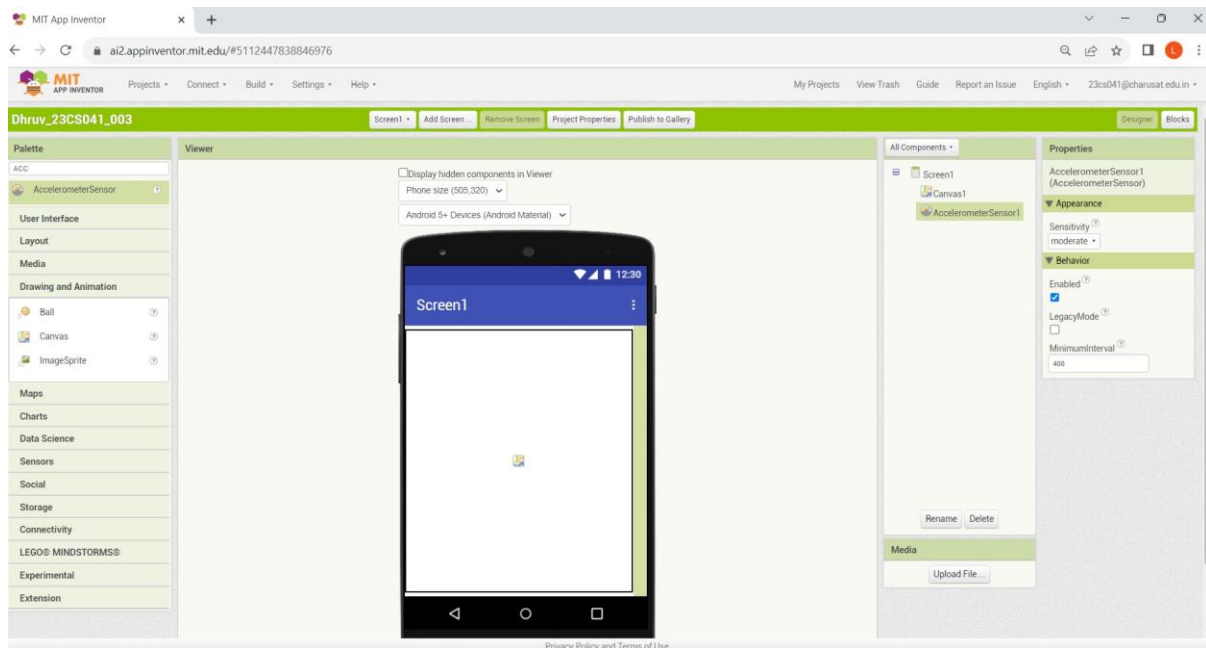 MIT App Inventor
ai2.appinventor.mit.edu/#5112447838846976
L
MIT
APP INVENTOR
Projects Connect Build Settings Help
My Projects View Trash Guide Report an Issue English 23cs041@charusat.edu.in
Dhruv_23CS041_003
Screen1 Add Screen ... Remove Screen Project Properties Publish to Gallery
Designer Blocks
Palette
ACC
AccelerometerSensor
User Interface
Layout
Media
Drawing and Animation
Ball
Canvas
ImageSprite
Maps
Charts
Data Science
Sensors
Social
Storage
Connectivity
LEGO® MINDSTORMS®
Experimental
Extension
Viewer
Display hidden components in Viewer
Phone size (505,320)
Android 5+ Devices (Android Material)
12:30
Screen1
All Components
Screen1
Canvas1
AccelerometerSensor1
Rename Delete
Media
Upload File ...
Properties
AccelerometerSensor1
(AccelerometerSensor)
Appearance
Sensitivity
moderate
Behavior
Enabled
LegacyMode
MinimumInterval
400
Privacy Policy and Terms of Use